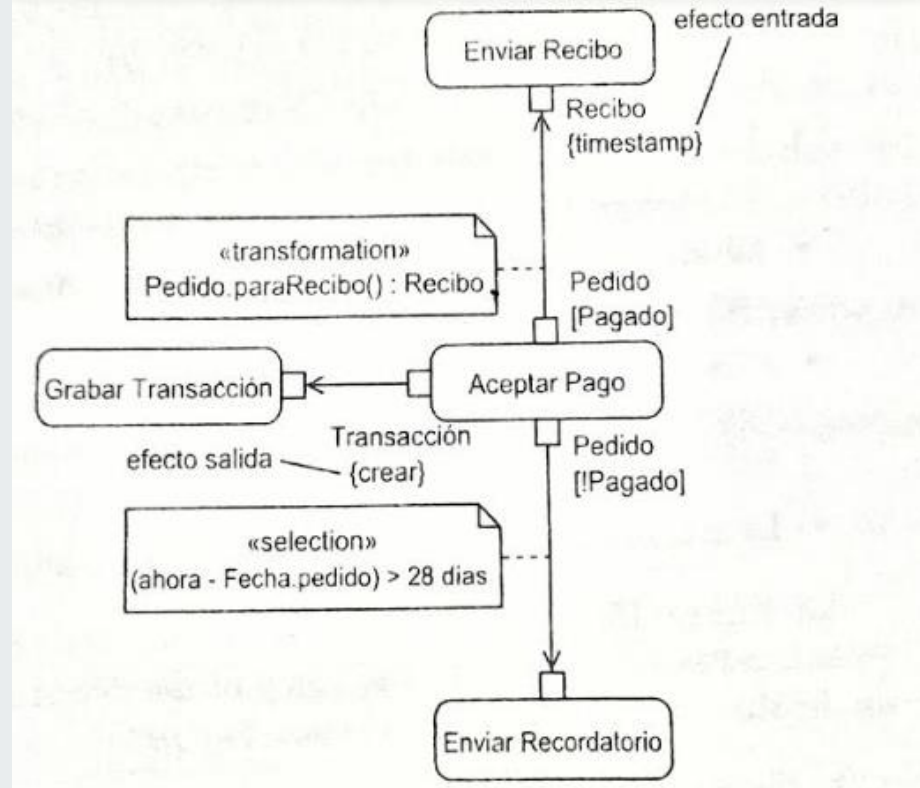 efecto entrada
Enviar Recibo
Recibo
{timestamp}
«transformation»
Pedido.paraRecibo() : Recibo
Pedido
[Pagado]
Grabar Transacción
Aceptar Pago
Transacción
{crear}
efecto salida
Pedido
[!Pagado]
«selection»
(ahora - Fecha.pedido) > 28 dias
Enviar Recordatorio